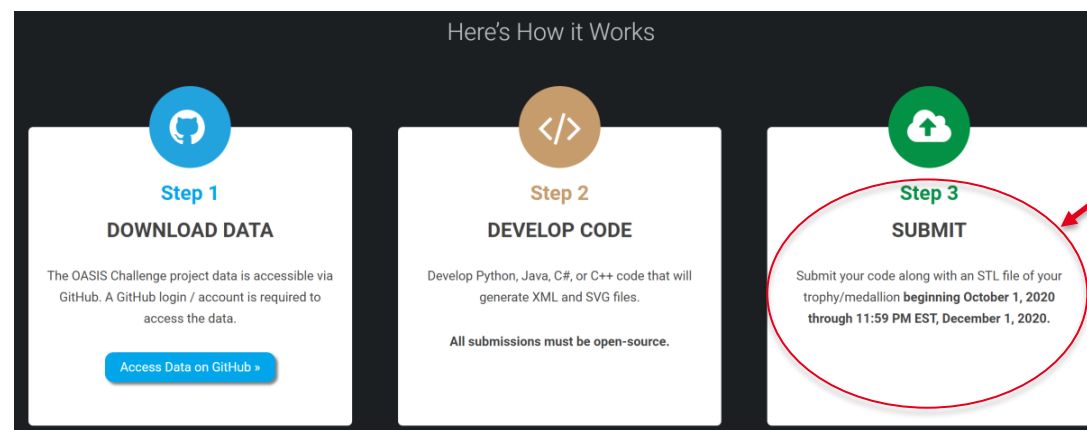 Here's How it Works
</>
Step 1
DOWNLOAD DATA
The OASIS Challenge project data is accessible via
GitHub. A GitHub login / account is required to
access the data.
Access Data on GitHub »
Step 2
DEVELOP CODE
Develop Python, Java, C#, or C++ code that will
generate XML and SVG files.
All submissions must be open-source.
Step 3
SUBMIT
Submit your code along with an STL file of your
trophy/medallion beginning October 1, 2020
through 11:59 PM EST, December 1, 2020.